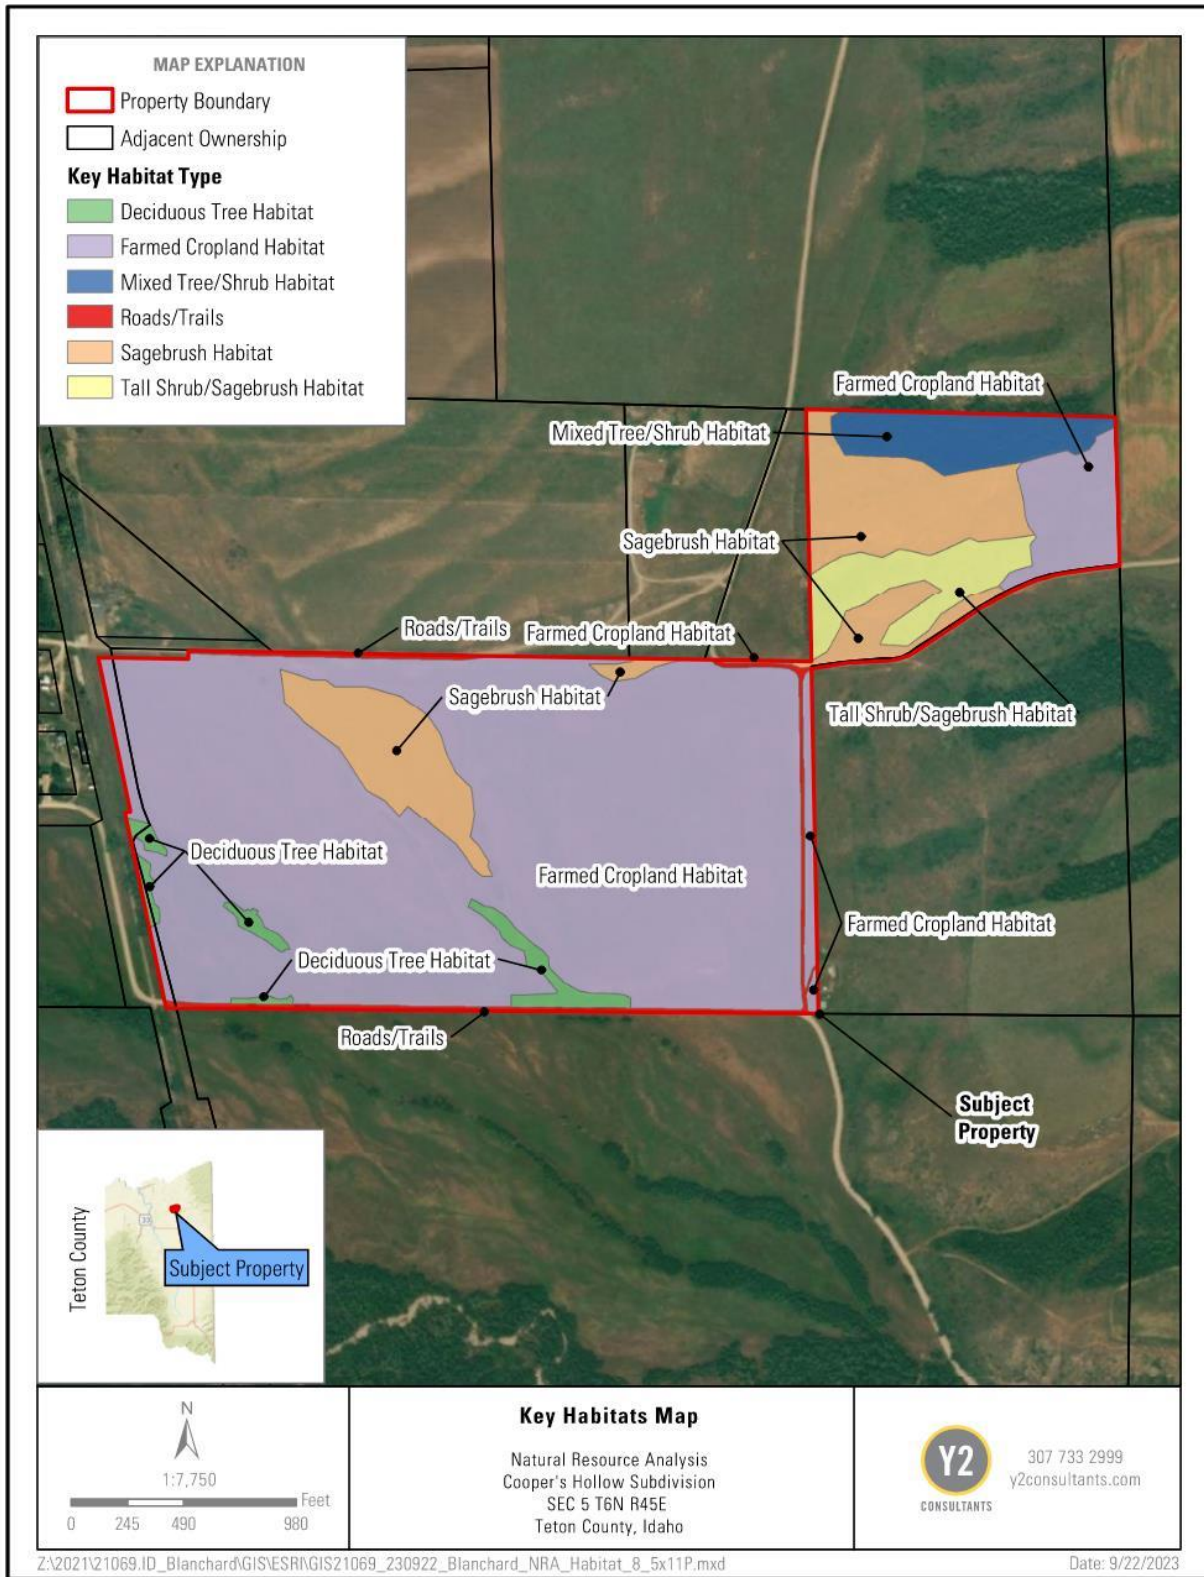 MAP EXPLANATION
Property Boundary
Adjacent Ownership
Key Habitat Type
Deciduous Tree Habitat
Farmed Cropland Habitat
Mixed Tree/Shrub Habitat
Roads/Trails
Sagebrush Habitat
Tall Shrub/Sagebrush Habitat
Farmed Cropland Habitat
Mixed Tree/Shrub Habitat
Sagebrush Habitat
Roads/Trails
Farmed Cropland Habitat
Sagebrush Habitat
Tall Shrub/Sagebrush Habitat
Deciduous Tree Habitat
Farmed Cropland Habitat
Farmed Cropland Habitat
Deciduous Tree Habitat
Roads/Trails
Subject
Property
Teton County
33
Subject Property
N
1:7,750
Feet
0 245 490 980
Key Habitats Map
Natural Resource Analysis
Cooper's Hollow Subdivision
SEC 5 T6N R45E
Teton County, Idaho
Y2
CONSULTANTS
307 733 2999
y2consultants.com
Z:\2021\21069.ID_Blanchard\GIS\ESRI\GIS21069_230922_Blanchard_NRA_Habitat_8_5x11P.mxd
Date: 9/22/2023